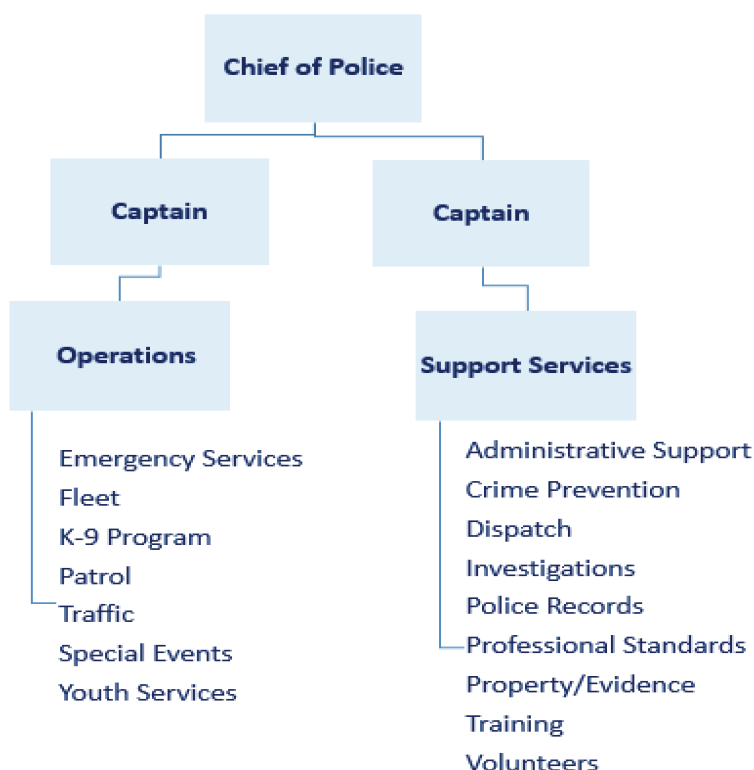 Chief of Police
Captain
Captain
Operations
Support Services
Emergency Services
Fleet
K-9 Program
Patrol
Traffic
Special Events
Youth Services
Administrative Support
Crime Prevention
Dispatch
Investigations
Police Records
Professional Standards
Property/Evidence
Training
Volunteers